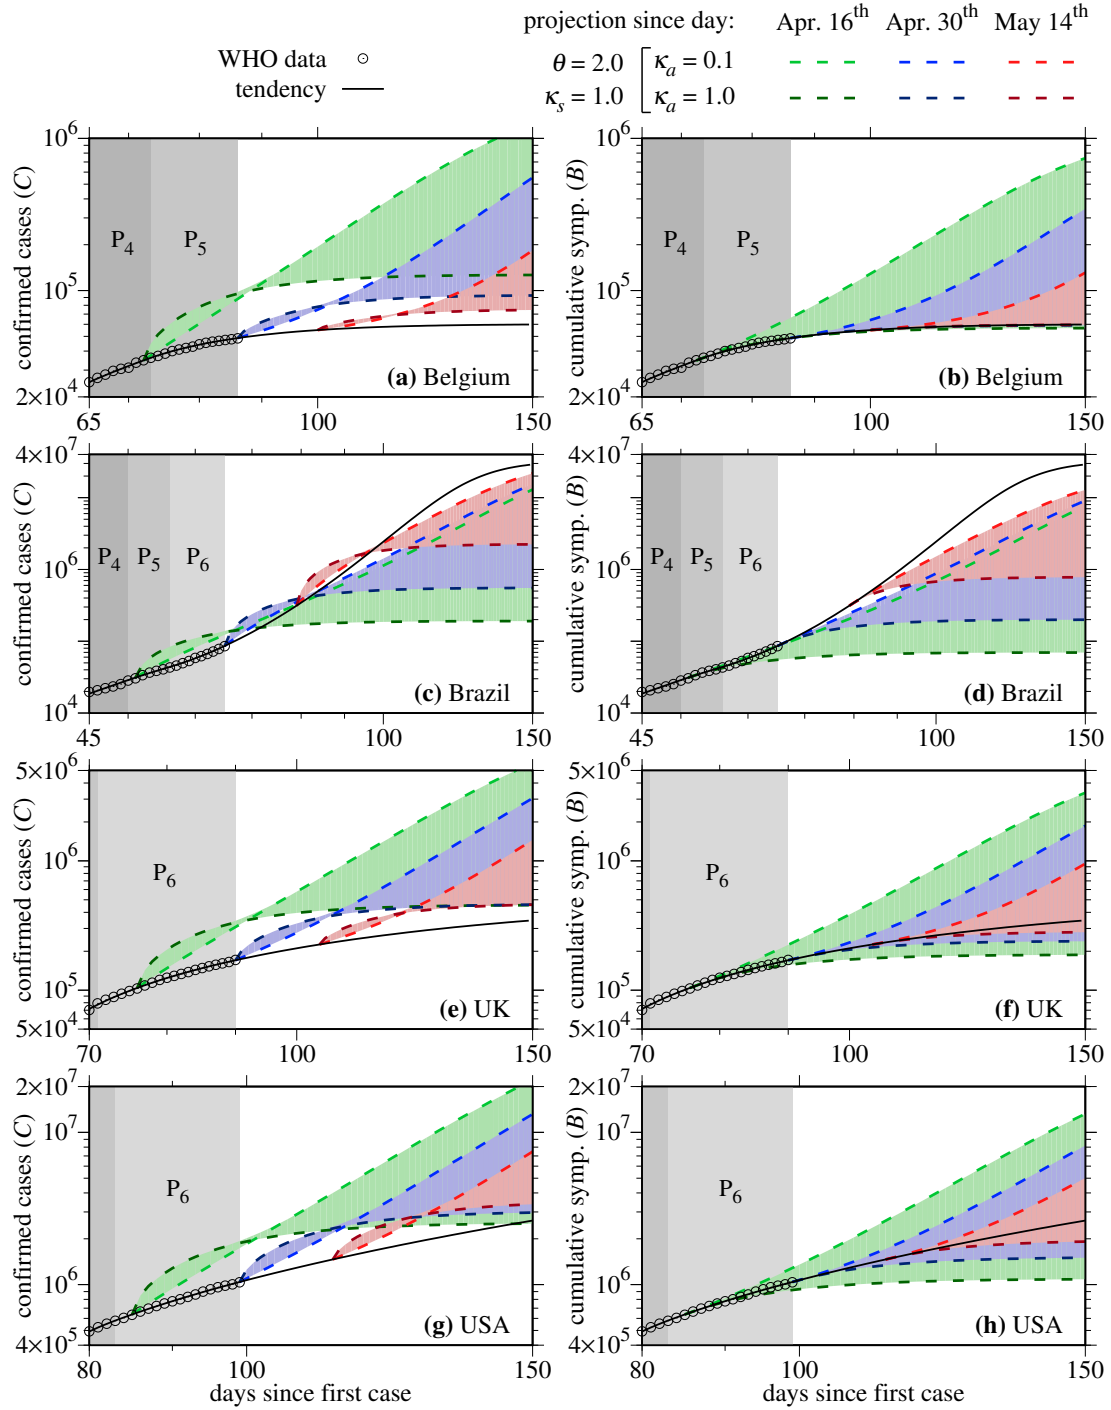 projection since day: Apr. 16th Apr. 30th May 14th
WHO data θ = 2.0 κa = 0.1
tendency κs = 1.0 κa = 1.0
confirmed cases (C)
10^6
10^5
2×10^4
P4 P5
(a) Belgium
65 100 150
cumulative symp. (B)
10^6
10^5
2×10^4
P4 P5
(b) Belgium
65 100 150
confirmed cases (C)
4×10^7
10^6
10^4
P4 P5 P6
(c) Brazil
45 100 150
cumulative symp. (B)
4×10^7
10^6
10^4
P4 P5 P6
(d) Brazil
45 100 150
confirmed cases (C)
5×10^6
10^6
10^5
5×10^4
P6
(e) UK
70 100 150
cumulative symp. (B)
5×10^6
10^6
10^5
5×10^4
P6
(f) UK
70 100 150
confirmed cases (C)
2×10^7
10^7
10^6
4×10^5
P6
(g) USA
80 100 150
days since first case
cumulative symp. (B)
2×10^7
10^7
10^6
4×10^5
P6
(h) USA
80 100 150
days since first case